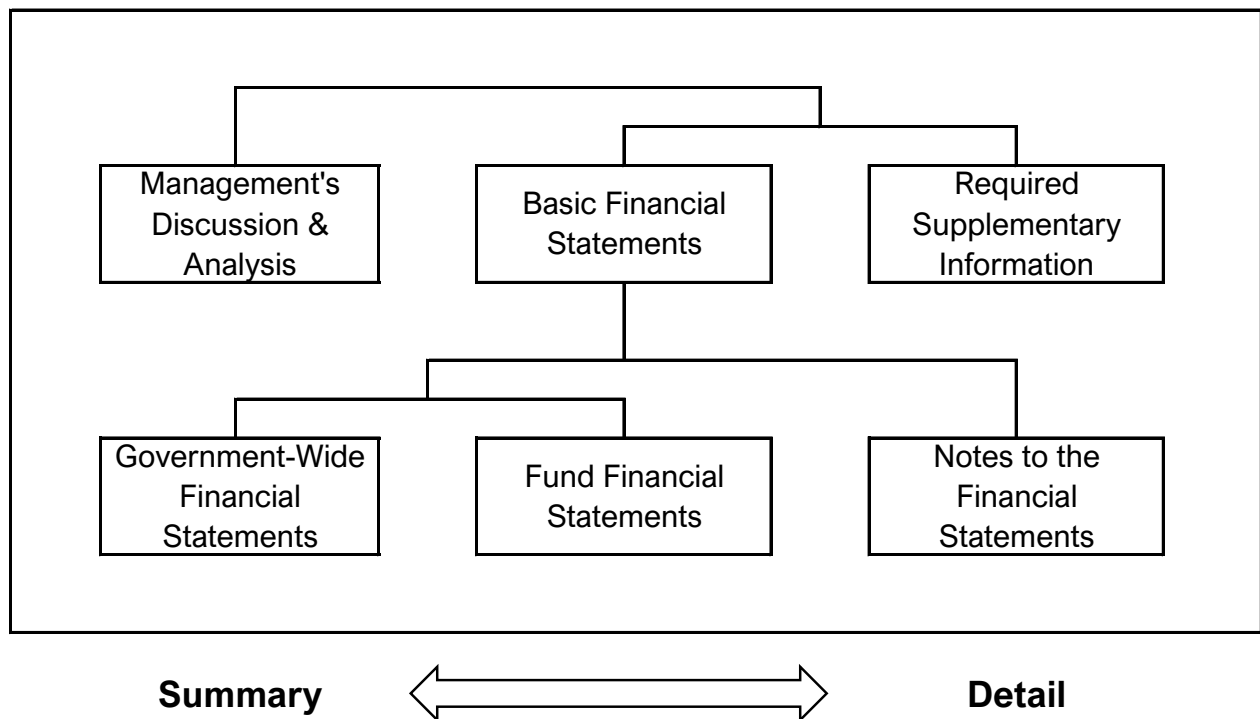 Management's
Discussion &
Analysis
Basic Financial
Statements
Required
Supplementary
Information
Government-Wide
Financial
Statements
Fund Financial
Statements
Notes to the
Financial
Statements
Summary
Detail